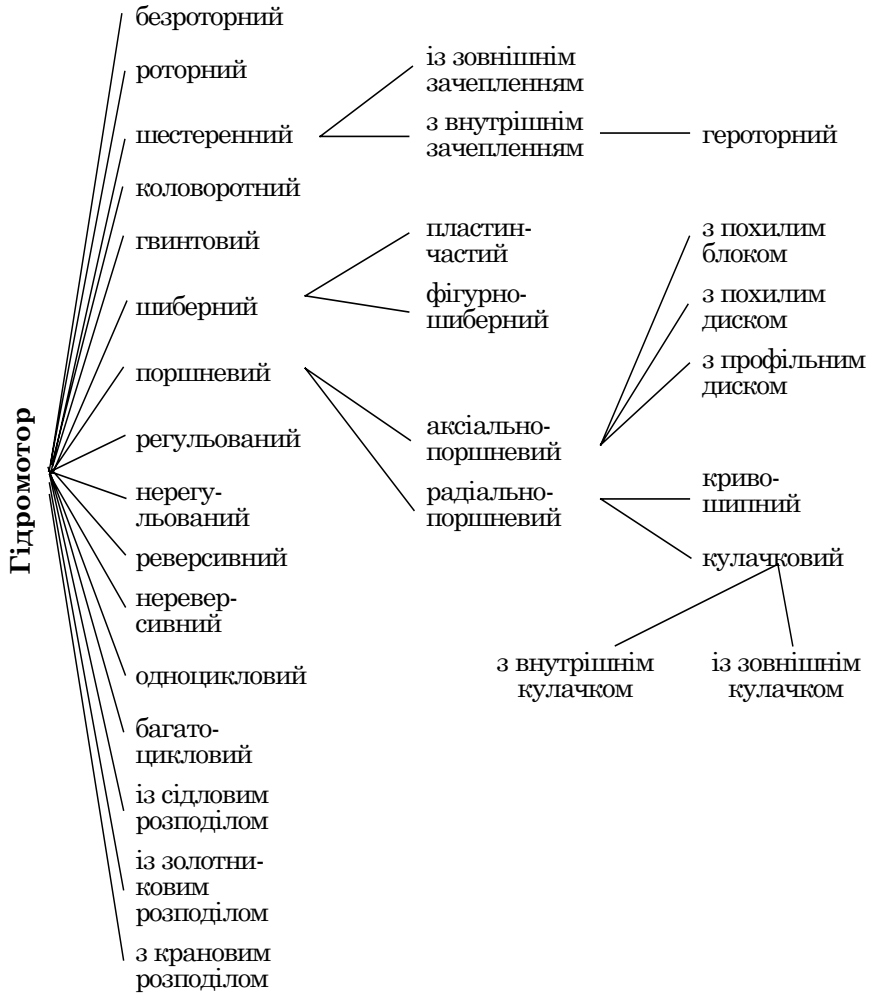 Гідромотор
безроторний
роторний
шестеренний
коловоротний
гвинтовий
шиберний
поршневий
регульований
нерегу-
льований
реверсивний
неревер-
сивний
одноцикловий
багато-
цикловий
із сідловим
розподілом
із золотни-
ковим
розподілом
з крановим
розподілом
із зовнішнім
зачепленням
з внутрішнім
зачепленням
пластин-
частий
фігурно-
шиберний
аксіально-
поршневий
радіально-
поршневий
героторний
з похилим
блоком
з похилим
диском
з профільним
диском
криво-
шипний
кулачковий
з внутрішнім
кулачком
із зовнішнім
кулачком